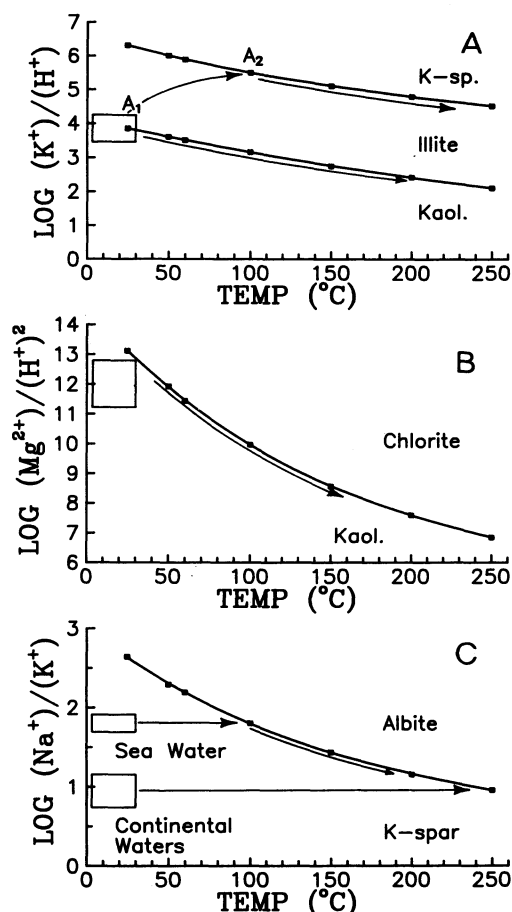 A
LOG (K⁺)/(H⁺)
7
6
5
4
3
2
1
0
A₁
A₂
K-sp.
Illite
Kaol.
0 50 100 150 200 250
TEMP (°C)
B
LOG (Mg²⁺)/(H⁺)²
14
13
12
11
10
9
8
7
6
Chlorite
Kaol.
0 50 100 150 200 250
TEMP (°C)
C
LOG (Na⁺)/(K⁺)
3
2
1
0
Albite
Sea Water
K-spar
Continental
Waters
0 50 100 150 200 250
TEMP (°C)